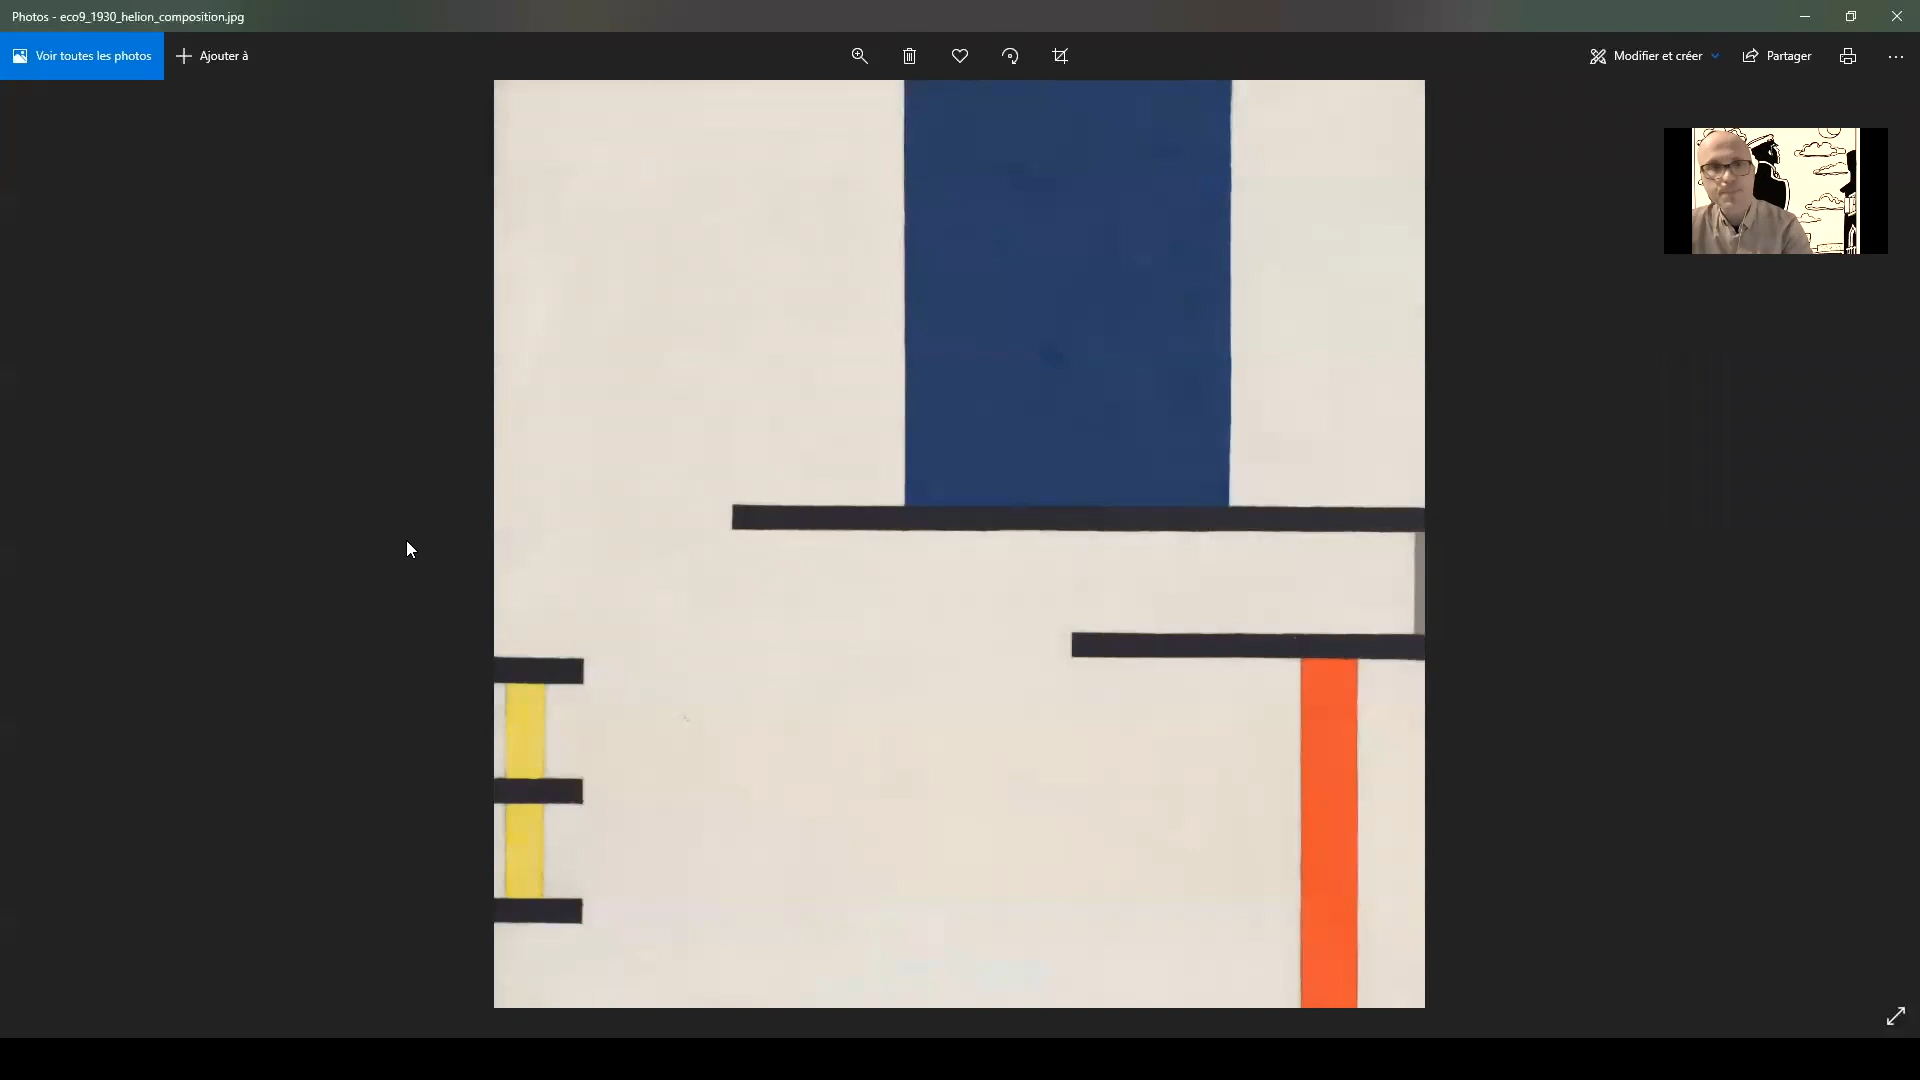 Photos - eco9_1930_helion_composition.jpg
Voir toutes les photos
Ajouter à
Modifier et créer
Partager